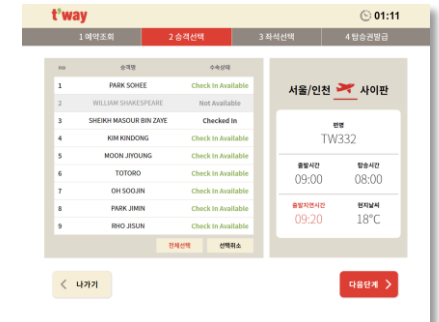 t'way 01:11
1 예약조회 2 승객선택 3 좌석선택 4 탑승권발급
no 승객명 수속상태
1 PARK SOHEE Check In Available
2 WILLIAM SHAKESPEARE Not Available
3 SHEIKH MASOUR BIN ZAYE Checked In
4 KIM KINDONG Check In Available
5 MOON JIYOUNG Check In Available
6 TOTORO Check In Available
7 OH SOOJIN Check In Available
8 PARK JIMIN Check In Available
9 RHO JISUN Check In Available
전체선택 선택취소
서울/인천 사이판
편명
TW332
출발시간 탑승시간
09:00 08:00
출발지연시간 현지날씨
09:20 18°C
나가기 다음단계